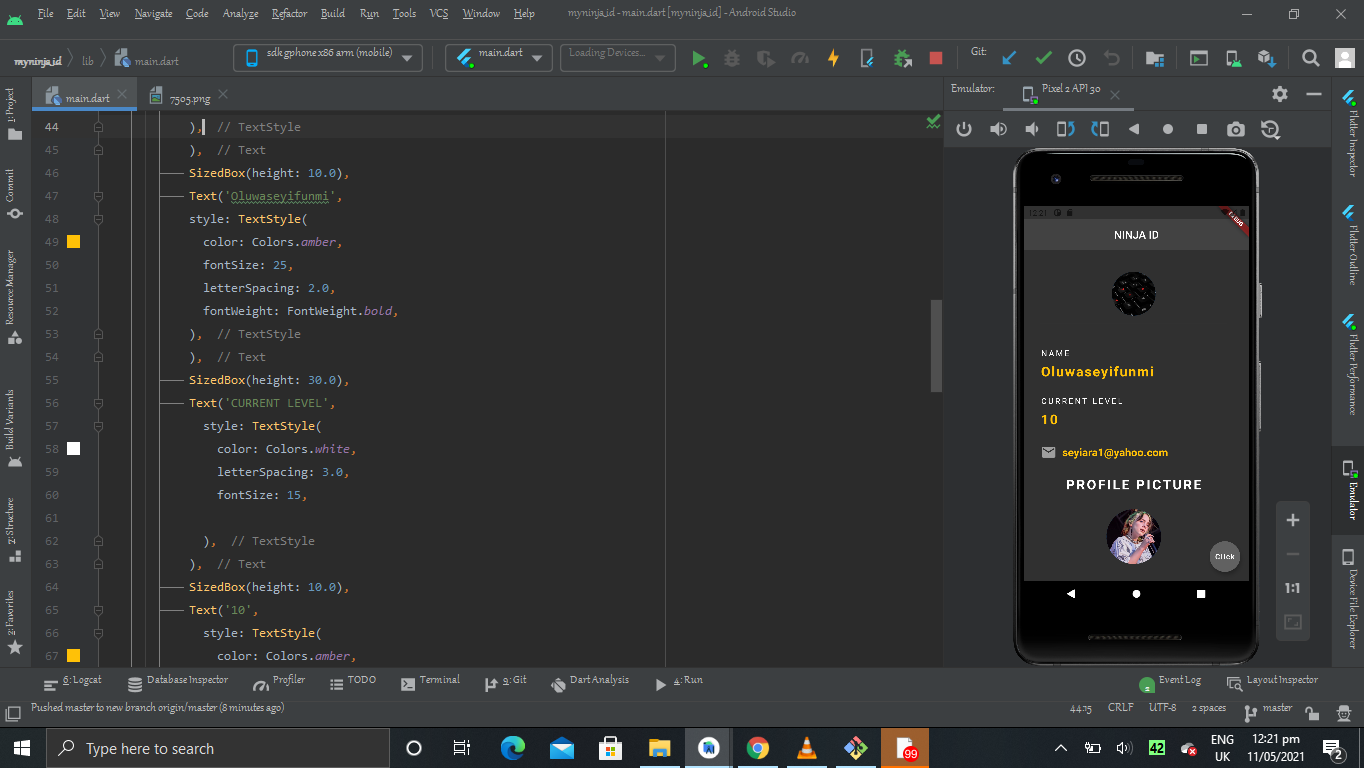 File Edit View Navigate Code Analyze Refactor Build Run Tools VCS Window Help myninja_id - main.dart [myninja_id] - Android Studio
myninja_id lib main.dart sdk gphone x86 arm (mobile) main.dart Loading Devices... Git:
main.dart 7505.png Emulator: Pixel 2 API 30
1: Project
Commit
Resource Manager
Build Variants
2: Structure
2: Favorites
44 ), // TextStyle
45 ), // Text
46 SizedBox(height: 10.0),
47 Text('Oluwaseyifunmi',
48 style: TextStyle(
49 color: Colors.amber,
50 fontSize: 25,
51 letterSpacing: 2.0,
52 fontWeight: FontWeight.bold,
53 ), // TextStyle
54 ), // Text
55 SizedBox(height: 30.0),
56 Text('CURRENT LEVEL',
57 style: TextStyle(
58 color: Colors.white,
59 letterSpacing: 3.0,
60 fontSize: 15,
61
62 ), // TextStyle
63 ), // Text
64 SizedBox(height: 10.0),
65 Text('10',
66 style: TextStyle(
67 color: Colors.amber,
12:21
DEBUG
NINJA ID
NAME
Oluwaseyifunmi
CURRENT LEVEL
10
seyiara1@yahoo.com
PROFILE PICTURE
Click
1:1
Flutter Inspector
Flutter Outline
Flutter Performance
Emulator
Device File Explorer
6: Logcat Database Inspector Profiler TODO Terminal 9: Git Dart Analysis 4: Run Event Log Layout Inspector
Pushed master to new branch origin/master (8 minutes ago) 44:15 CRLF UTF-8 2 spaces master
Type here to search 99 42 ENG 12:21 pm
UK 11/05/2021 2